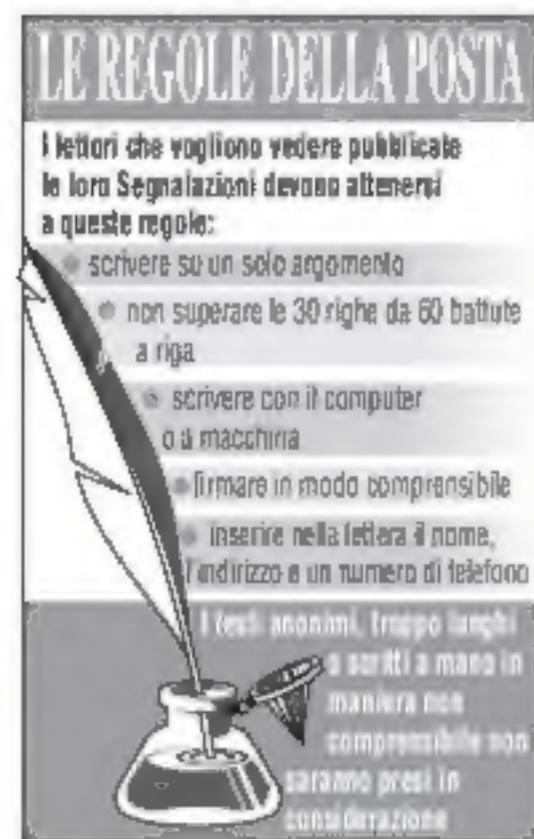 LE REGOLE DELLA POSTA
I lettori che vogliono vedere pubblicate
le loro Segnalazioni devono attenersi
a queste regole:
scrivere su un solo argomento
non superare le 30 righe da 60 battute
a riga
scrivere con il computer
o a macchina
firmare in modo comprensibile
inserire nella lettera il nome,
l'indirizzo e un numero di telefono
I testi anonimi, troppo lunghi
o scritti a mano in
maniera non
comprensibile non
saranno presi in
considerazione